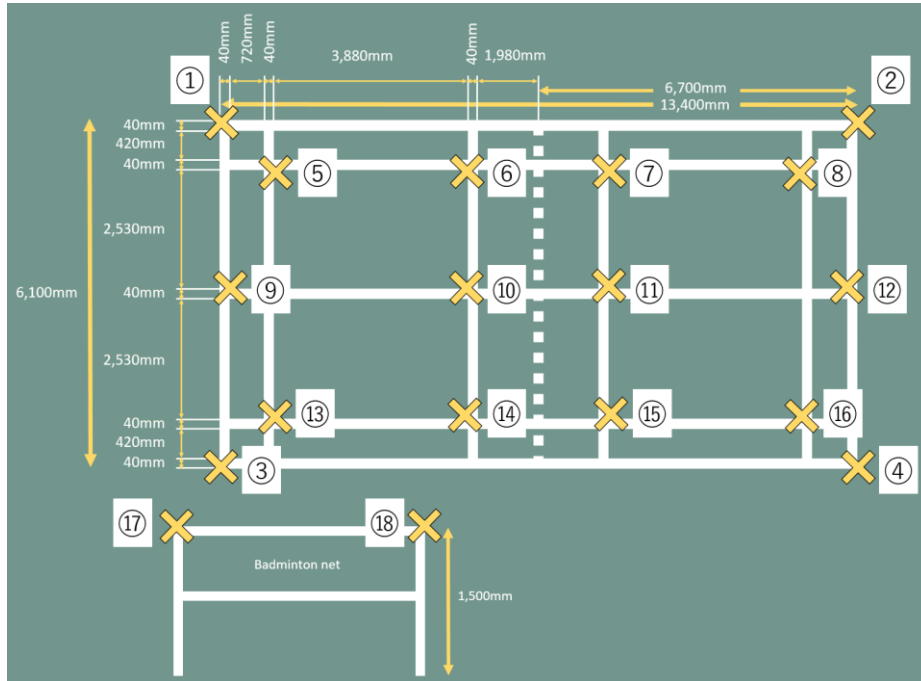 40mm
720mm
40mm
3,880mm
40mm
1,980mm
①
②
6,700mm
13,400mm
40mm
420mm
40mm
⑤
⑥
⑦
⑧
2,530mm
6,100mm
40mm
⑨
⑩
⑪
⑫
2,530mm
40mm
⑬
⑭
⑮
⑯
420mm
40mm
③
④
⑰
⑱
Badminton net
1,500mm